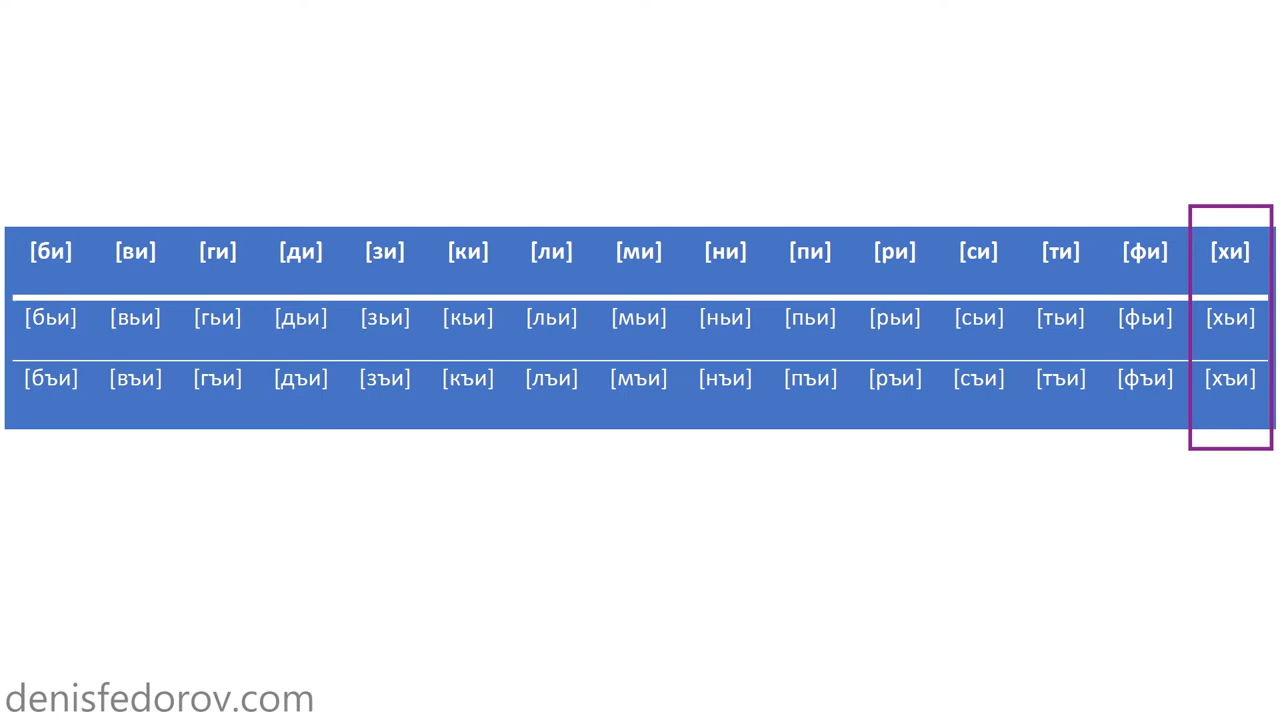 [би] [ви] [ги] [ди] [зи] [ки] [ли] [ми] [ни] [пи] [ри] [си] [ти] [фи] [хи]
[бьи] [вьи] [гьи] [дьи] [зьи] [кьи] [льи] [мьи] [ньи] [пьи] [рьи] [сьи] [тьи] [фьи] [хьи]
[бъи] [въи] [гъи] [дъи] [зъи] [къи] [лъи] [мъи] [нъи] [пъи] [ръи] [съи] [тъи] [фъи] [хъи]
denisfedorov.com